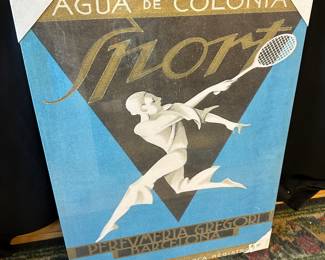 AGUA DE COLONIA
Sport
PERFUMERIA GREGORI
BARCELONA